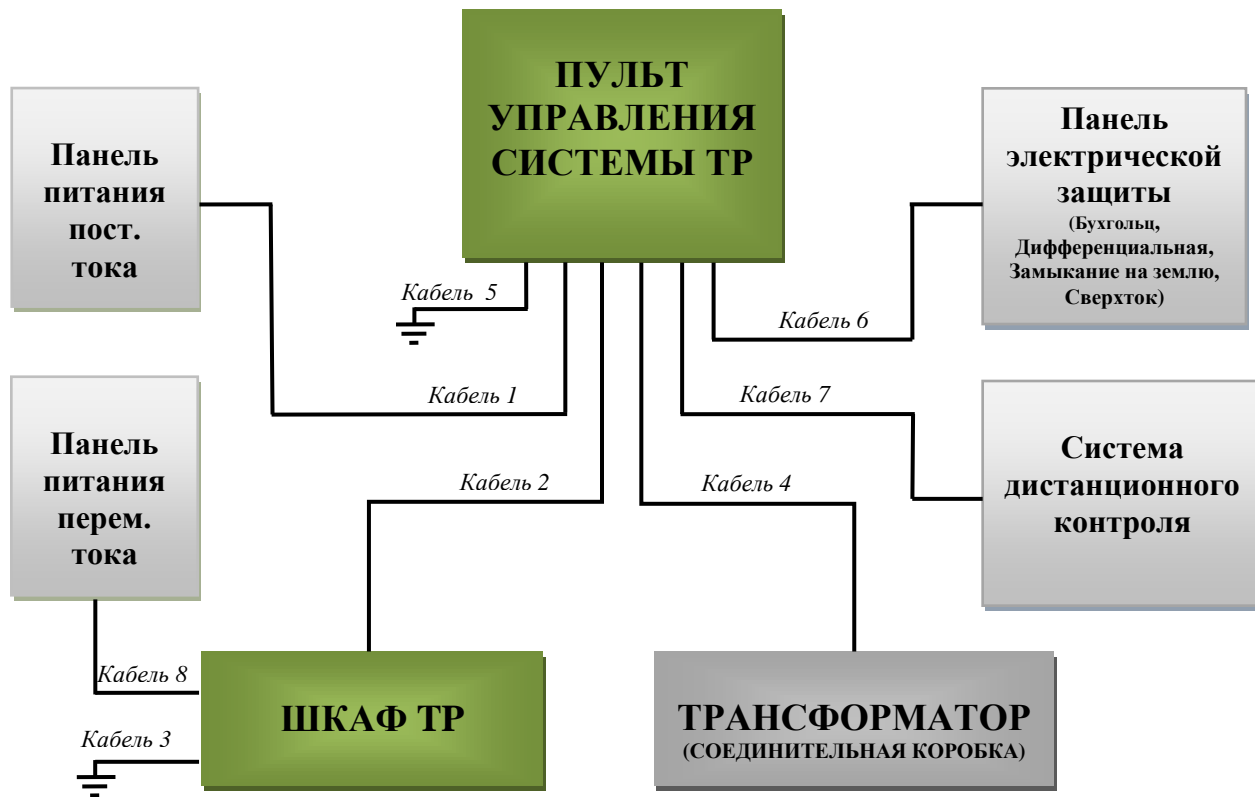 ПУЛЬТ
УПРАВЛЕНИЯ
СИСТЕМЫ ТР
Панель
питания
пост.
тока
Панель
электрической
защиты
(Бухгольц,
Дифференциальная,
Замыкание на землю,
Сверхток)
Кабель 5
Кабель 6
Кабель 1
Кабель 7
Панель
питания
перем.
тока
Система
дистанционного
контроля
Кабель 2
Кабель 4
Кабель 8
ШКАФ ТР
ТРАНСФОРМАТОР
(СОЕДИНИТЕЛЬНАЯ КОРОБКА)
Кабель 3